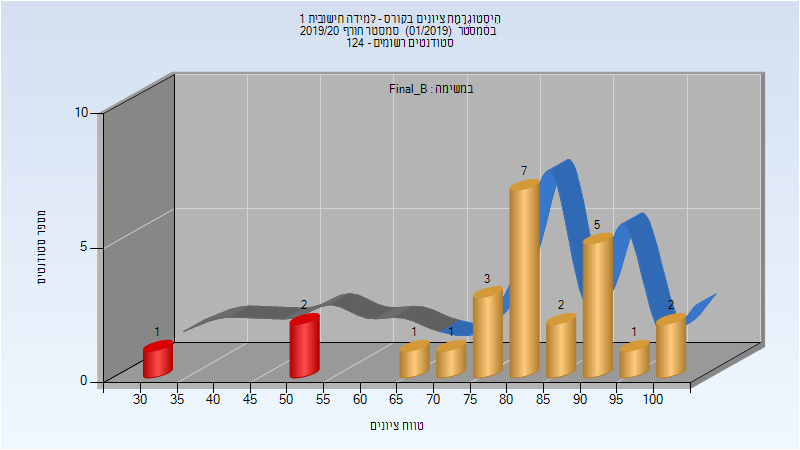 היסטוגרמת ציונים בקורס - למידה חישובית 1
בסמסטר  (01/2019)  סמסטר חורף 2019/20
סטודנטים רשומים - 124
במשימה : Final_B
10
5
0
מספר סטודנטים
1
2
1
1
3
7
2
5
1
2
30 35 40 45 50 55 60 65 70 75 80 85 90 95 100
טווח ציונים